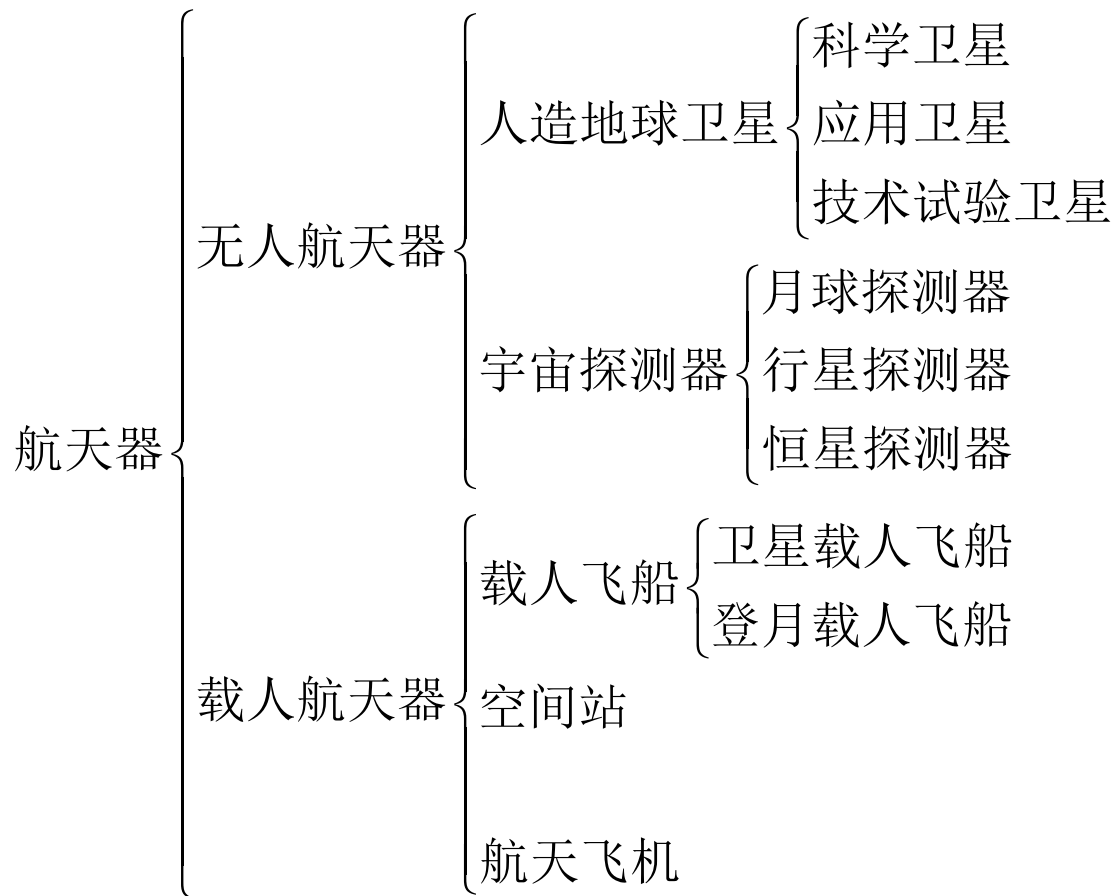 航天器
无人航天器
人造地球卫星
科学卫星
应用卫星
技术试验卫星
宇宙探测器
月球探测器
行星探测器
恒星探测器
载人航天器
载人飞船
卫星载人飞船
登月载人飞船
空间站
航天飞机